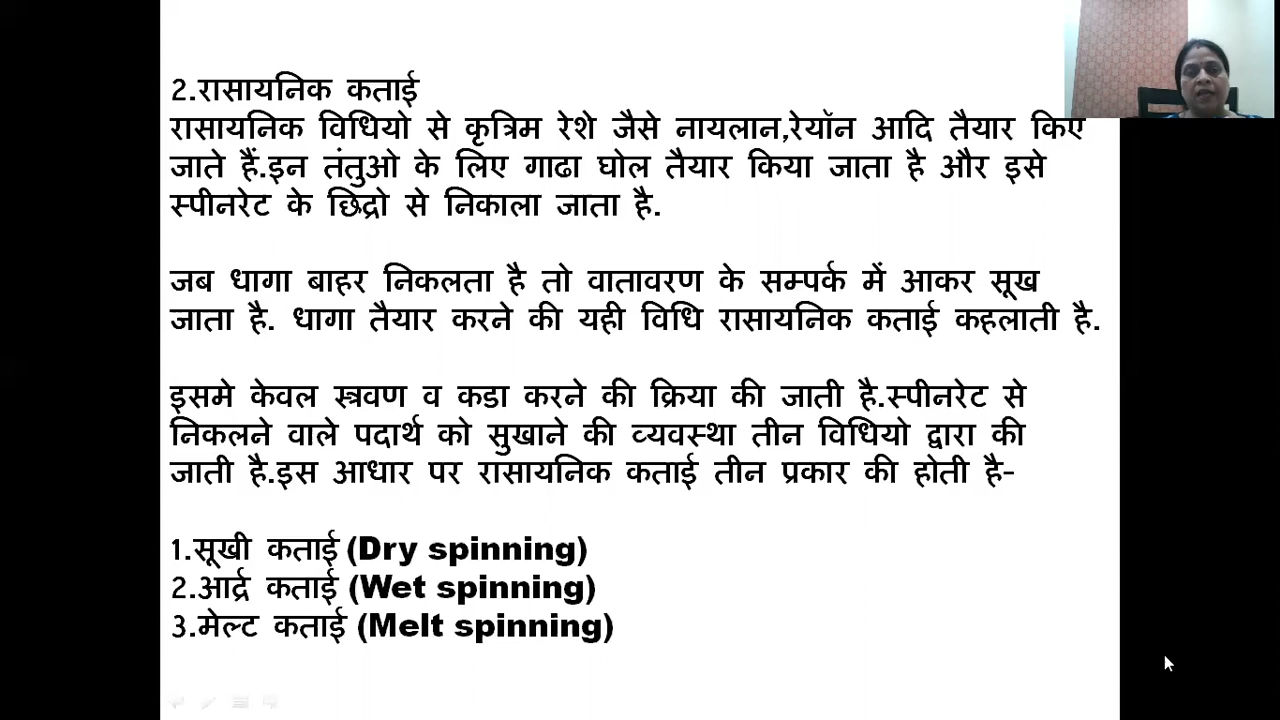 2.रासायनिक कताई
रासायनिक विधियो से कृत्रिम रेशे जैसे नायलान,रेयॉन आदि तैयार किए
जाते हैं.इन तंतुओ के लिए गाढा घोल तैयार किया जाता है और इसे
स्पीनरेट के छिद्रो से निकाला जाता है.
जब धागा बाहर निकलता है तो वातावरण के सम्पर्क में आकर सूख
जाता है. धागा तैयार करने की यही विधि रासायनिक कताई कहलाती है.
इसमे केवल स्त्रवण व कडा करने की क्रिया की जाती है.स्पीनरेट से
निकलने वाले पदार्थ को सुखाने की व्यवस्था तीन विधियो द्वारा की
जाती है.इस आधार पर रासायनिक कताई तीन प्रकार की होती है-
1.सूखी कताई (Dry spinning)
2.आर्द्र कताई (Wet spinning)
3.मेल्ट कताई (Melt spinning)